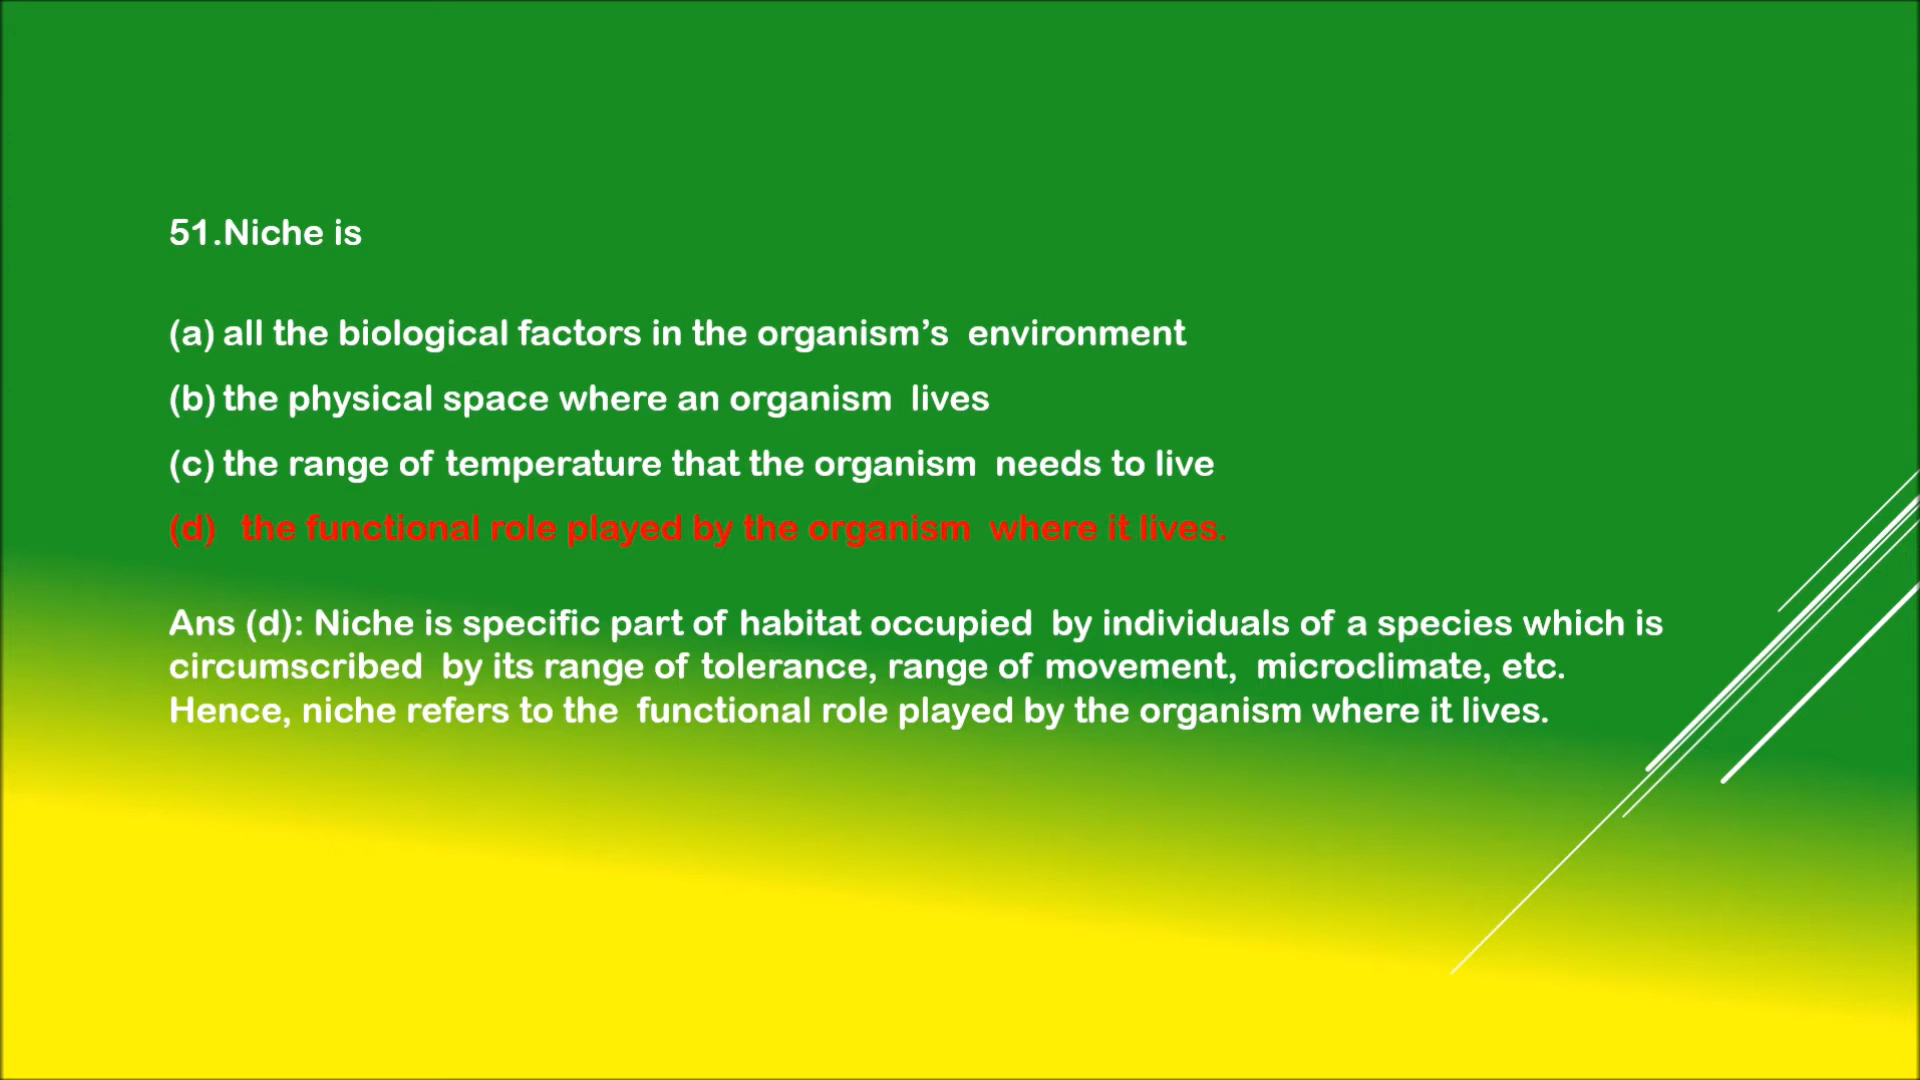 51.Niche is
(a) all the biological factors in the organism’s environment
(b) the physical space where an organism lives
(c) the range of temperature that the organism needs to live
(d) the functional role played by the organism where it lives.
Ans (d): Niche is specific part of habitat occupied by individuals of a species which is
circumscribed by its range of tolerance, range of movement, microclimate, etc.
Hence, niche refers to the functional role played by the organism where it lives.